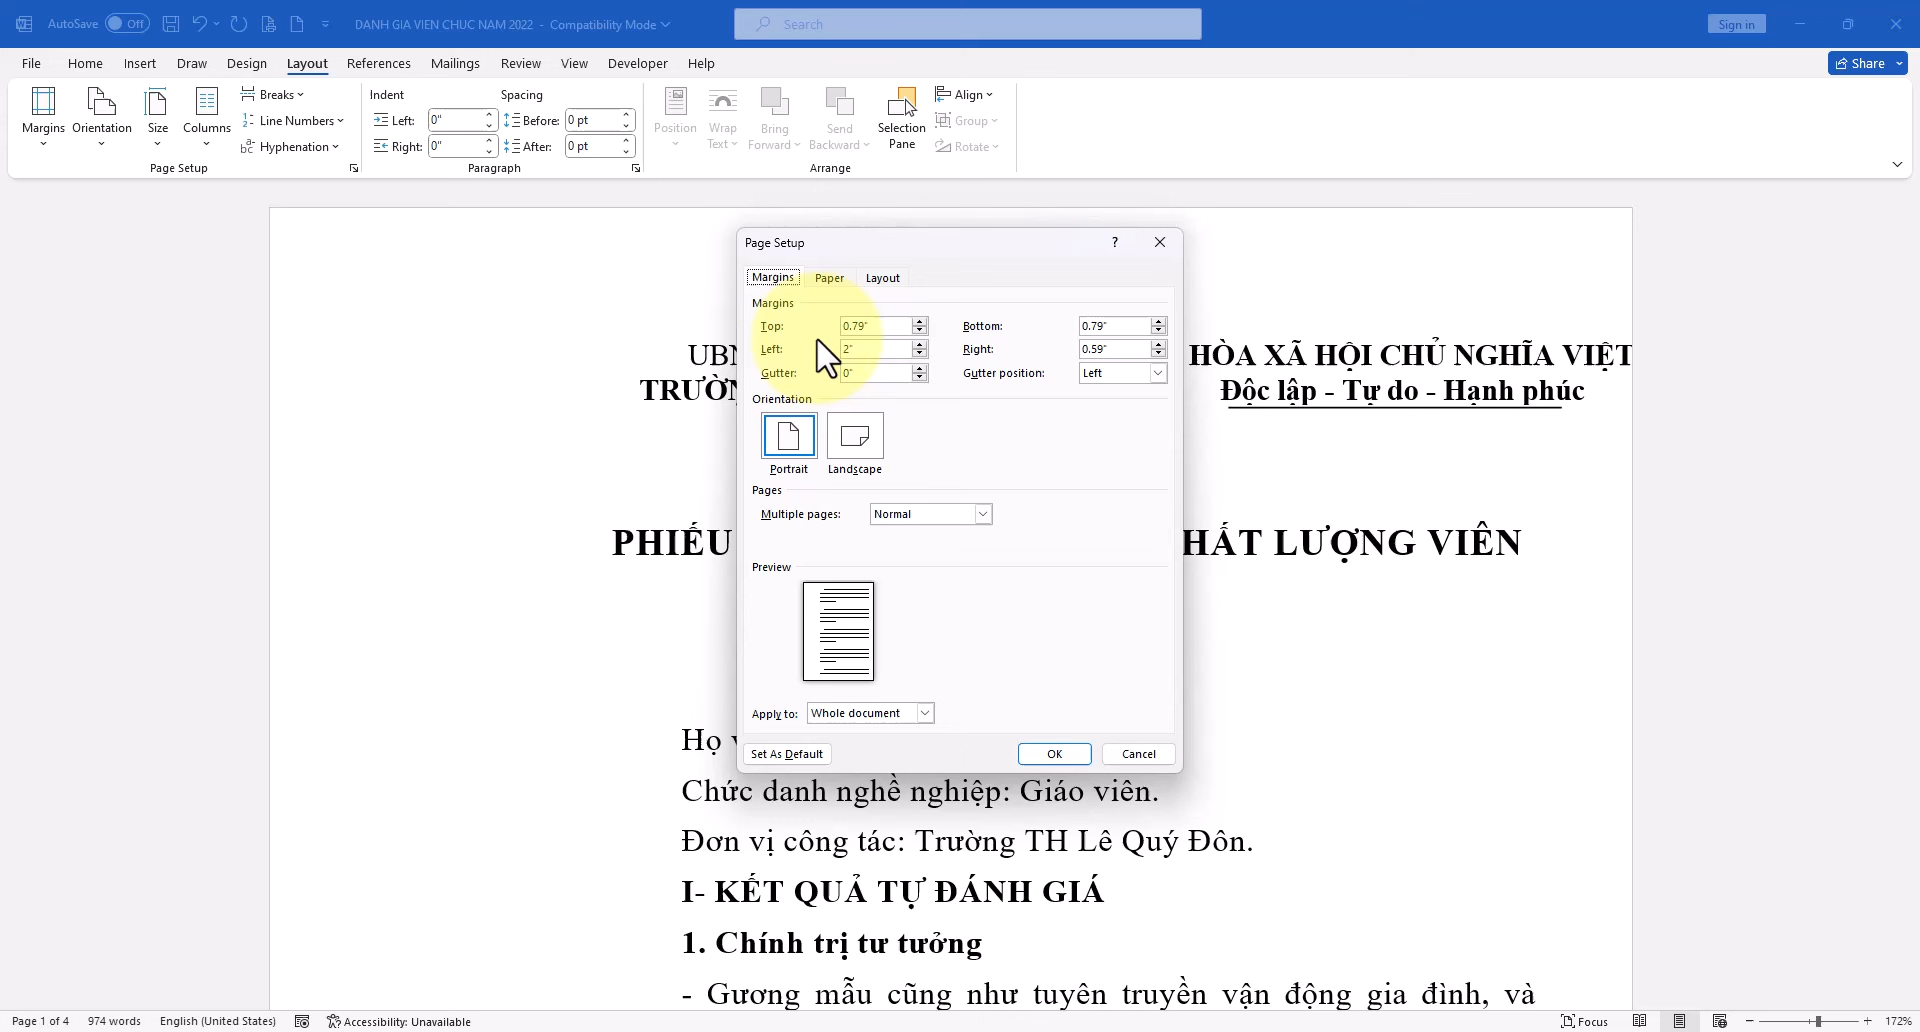 AutoSave Off DANH GIA VIEN CHUC NAM 2022 - Compatibility Mode Search Sign in
File Home Insert Draw Design Layout References Mailings Review View Developer Help Share
Margins Orientation Size Columns
Breaks
Line Numbers
Hyphenation
Page Setup
Indent Spacing
Left: 0" Before: 0 pt
Right: 0" After: 0 pt
Paragraph
Position Wrap Text Bring Forward Send Backward Selection Pane
Align
Group
Rotate
Arrange
Page Setup ?
Margins Paper Layout
Margins
Top: 0.79" Bottom: 0.79"
Left: 2" Right: 0.59"
Gutter: 0" Gutter position: Left
Orientation
Portrait Landscape
Pages
Multiple pages: Normal
Preview
Apply to: Whole document
Set As Default OK Cancel
HÒA XÃ HỘI CHỦ NGHĨA VIỆT
TRƯỜN Độc lập - Tự do - Hạnh phúc
PHIẾU HẤT LƯỢNG VIÊN
Họ
Chức danh nghề nghiệp: Giáo viên.
Đơn vị công tác: Trường TH Lê Quý Đôn.
I- KẾT QUẢ TỰ ĐÁNH GIÁ
1. Chính trị tư tưởng
- Gương mẫu cũng như tuyên truyền vận động gia đình, và
Page 1 of 4 974 words English (United States) Accessibility: Unavailable Focus 172%